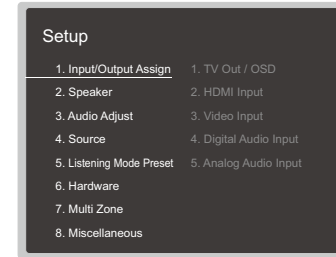 Setup
1. Input/Output Assign
2. Speaker
3. Audio Adjust
4. Source
5. Listening Mode Preset
6. Hardware
7. Multi Zone
8. Miscellaneous
1. TV Out / OSD
2. HDMI Input
3. Video Input
4. Digital Audio Input
5. Analog Audio Input